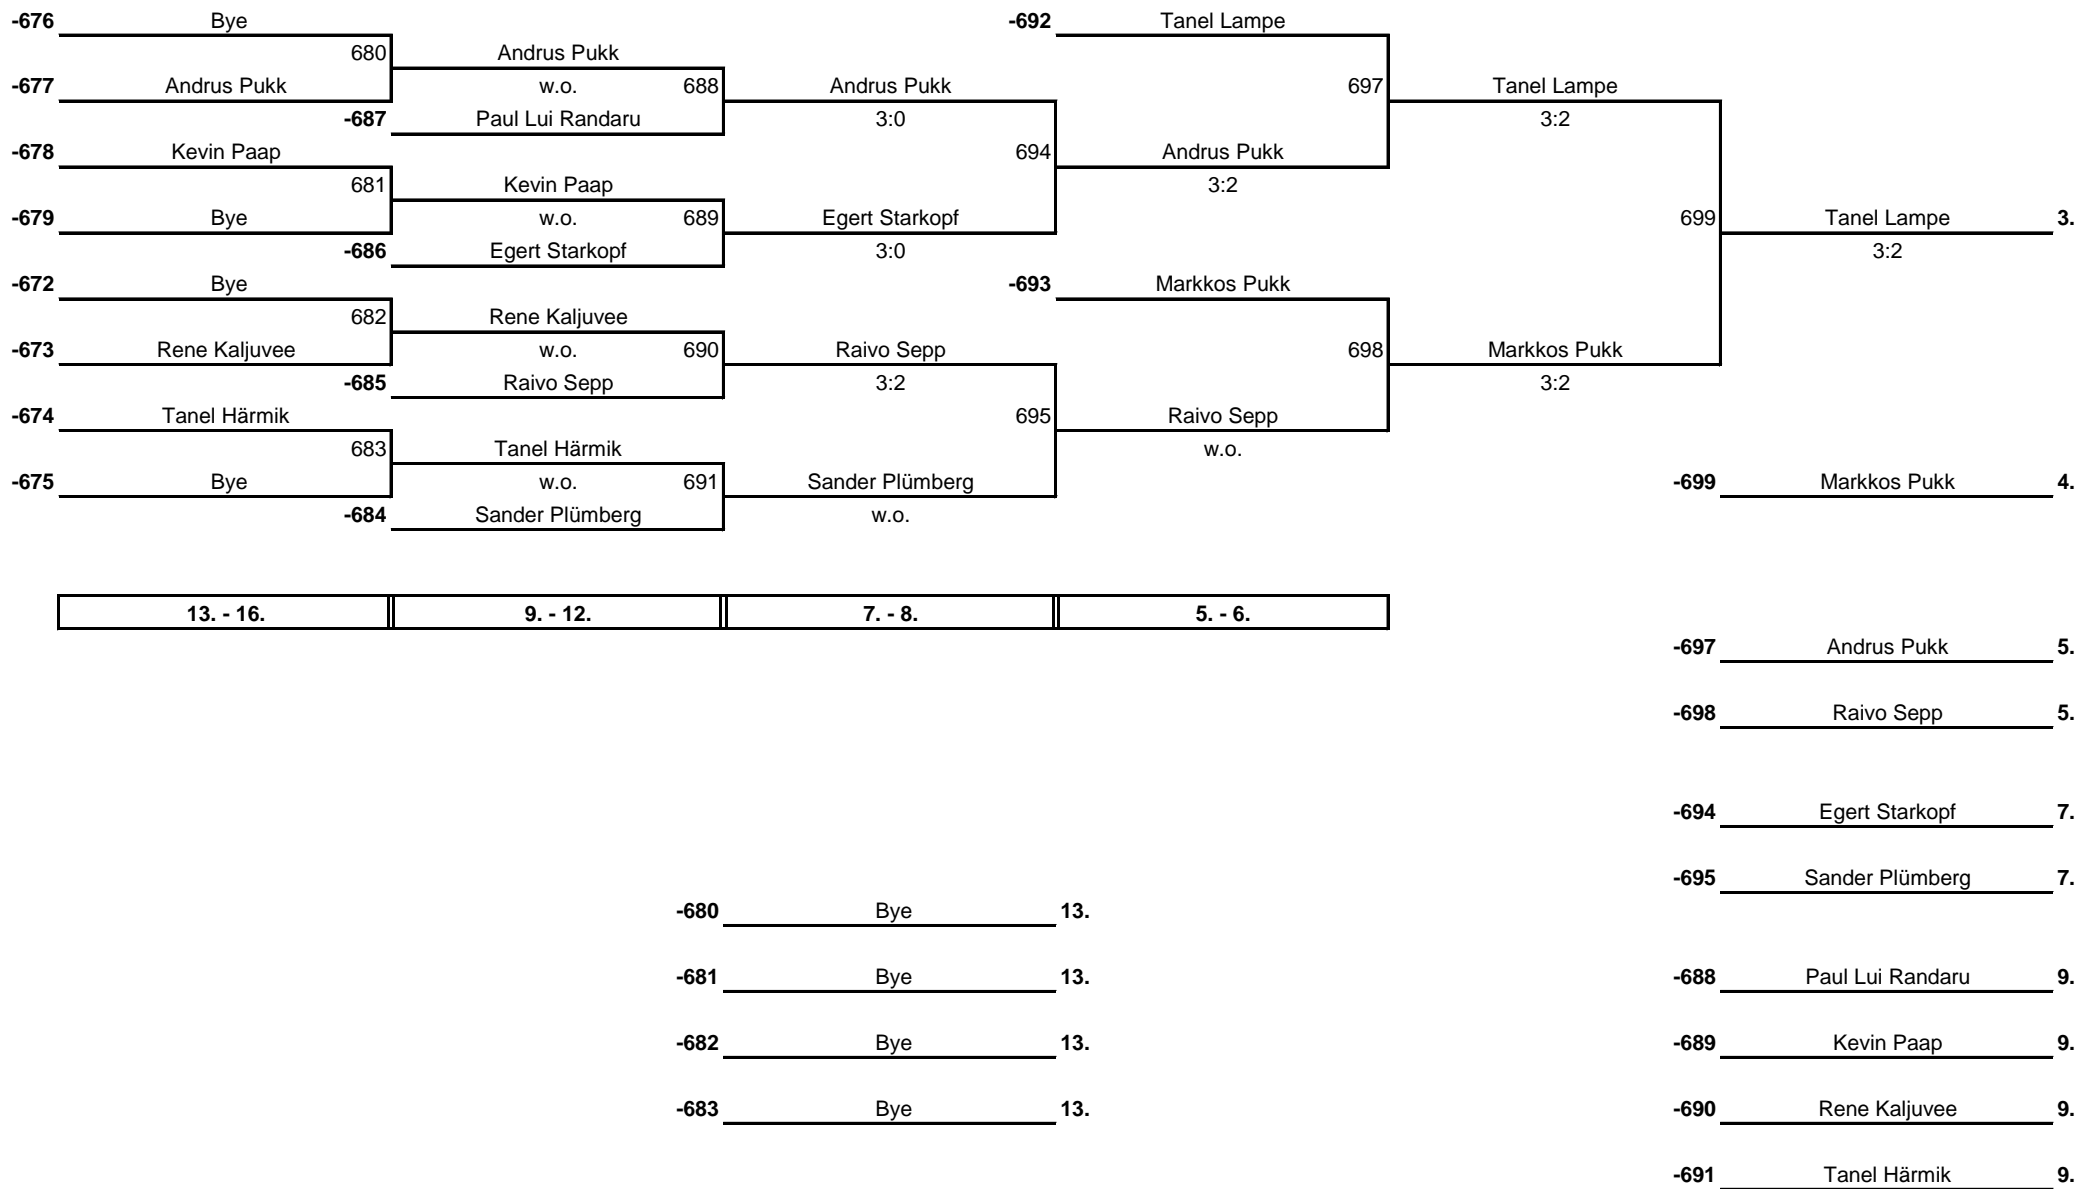 -676 Bye -692 Tanel Lampe
680 Andrus Pukk
-677 Andrus Pukk w.o. 688 Andrus Pukk 697 Tanel Lampe
-687 Paul Lui Randaru 3:0 3:2
-678 Kevin Paap 694 Andrus Pukk
681 Kevin Paap 3:2
-679 Bye w.o. 689 Egert Starkopf 699 Tanel Lampe 3.
-686 Egert Starkopf 3:0 3:2
-672 Bye -693 Markkos Pukk
682 Rene Kaljuvee
-673 Rene Kaljuvee w.o. 690 Raivo Sepp 698 Markkos Pukk
-685 Raivo Sepp 3:2 3:2
-674 Tanel Härmik 695 Raivo Sepp
683 Tanel Härmik w.o.
-675 Bye w.o. 691 Sander Plümberg -699 Markkos Pukk 4.
-684 Sander Plümberg w.o.
13. - 16. 9. - 12. 7. - 8. 5. - 6.
-697 Andrus Pukk 5.
-698 Raivo Sepp 5.
-694 Egert Starkopf 7.
-695 Sander Plümberg 7.
-680 Bye 13.
-681 Bye 13. -688 Paul Lui Randaru 9.
-682 Bye 13. -689 Kevin Paap 9.
-683 Bye 13. -690 Rene Kaljuvee 9.
-691 Tanel Härmik 9.